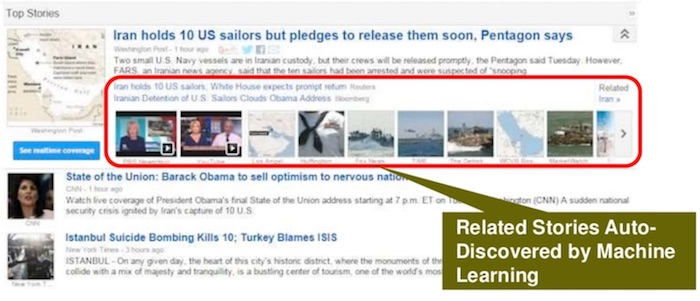 Top Stories
Iran holds 10 US sailors but pledges to release them soon, Pentagon says
Washington Post - 1 hour ago
Two small U.S. Navy vessels are in Iranian custody, but their crews will be released promptly, the Pentagon said Tuesday. However,
FARS, an Iranian news agency, said that the ten sailors had been arrested and were suspected of "snooping
Iran holds 10 US sailors, White House expects prompt return Reuters
Related
Iranian Detention of U.S. Sailors Clouds Obama Address Bloomberg
Iran »
IRAN
Washington Post
PBS NewsHour YouTube Los Angel Huffington Fox News TIME The Detroit WCVB MarketWatch
See realtime coverage
State of the Union: Barack Obama to sell optimism to nervous
CNN - 1 hour ago
Watch live coverage of President Obama's final State of the Union address starting at 7 p.m. ET on (CNN) A sudden national
security crisis ignited by Iran's capture of 10 U.S.
CNN
Istanbul Suicide Bombing Kills 10; Turkey Blames ISIS
New York Times - 3 hours ago
ISTANBUL - On any given day, the heart of this city's historic district, where the monuments of
collide with a mix of majesty and tranquility, is a bustling center of tourism, one of the world's
New York T...
Related Stories Auto-
Discovered by Machine
Learning